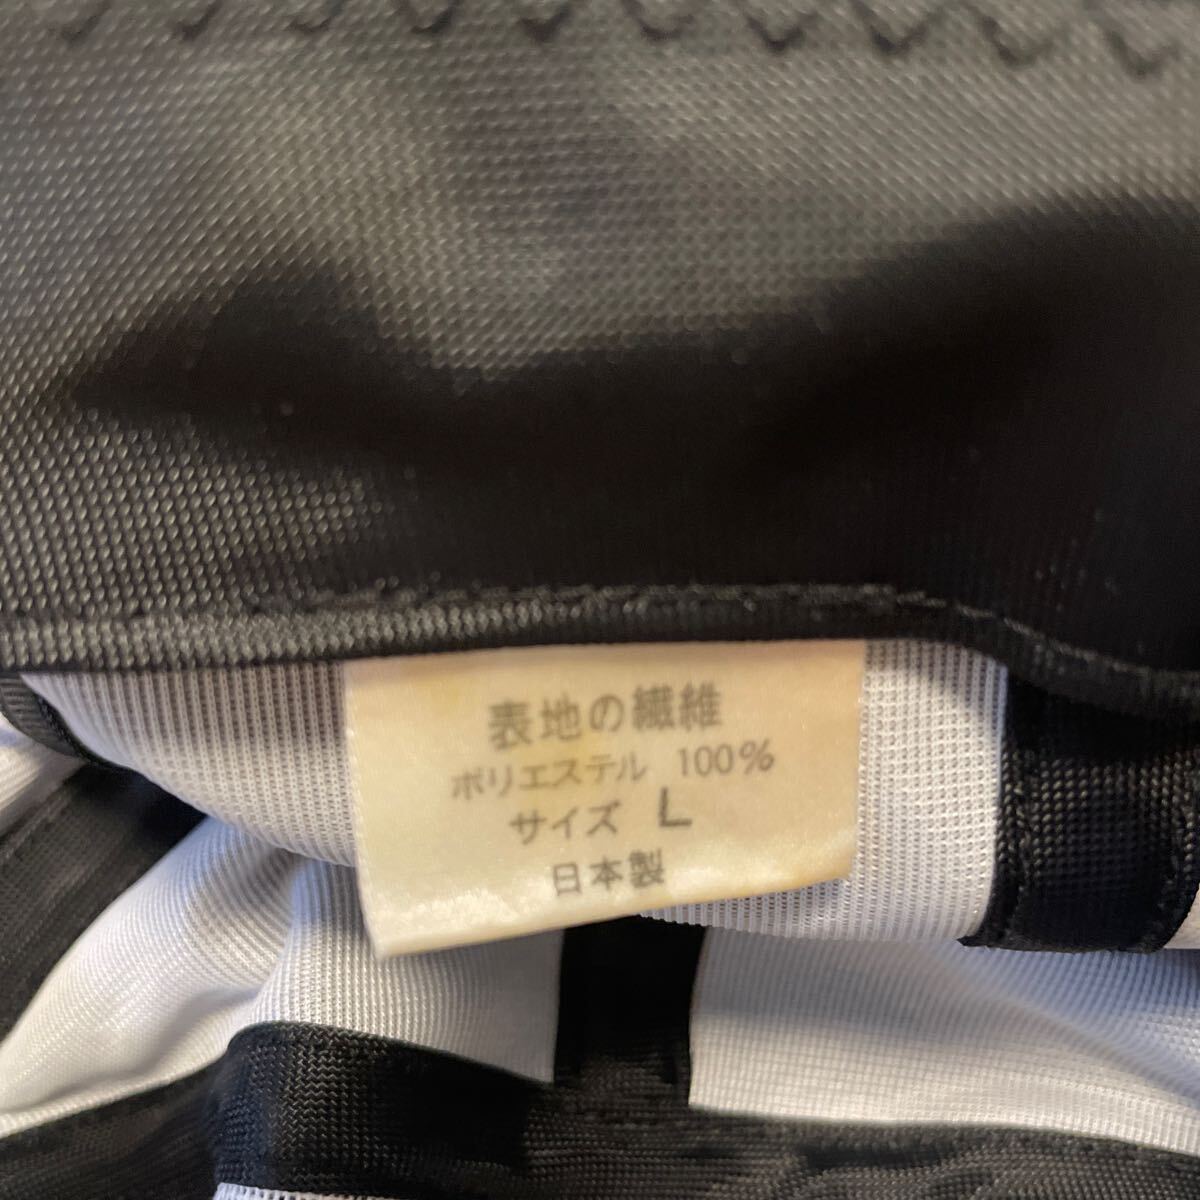 表地の繊維
ポリエステル 100%
サイズ L
日本製